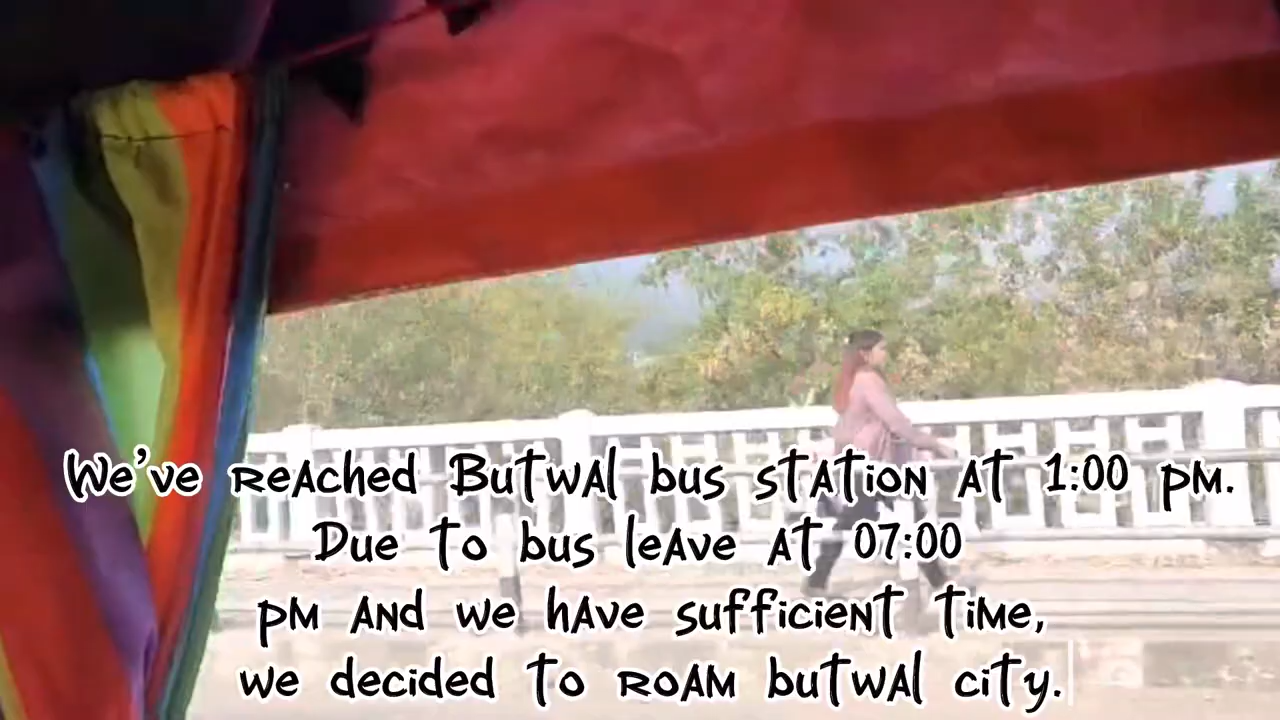 We've reached Butwal bus station at 1:00 pm.
Due to bus leave at 07:00
pm and we have sufficient time,
we decided to roam butwal city.